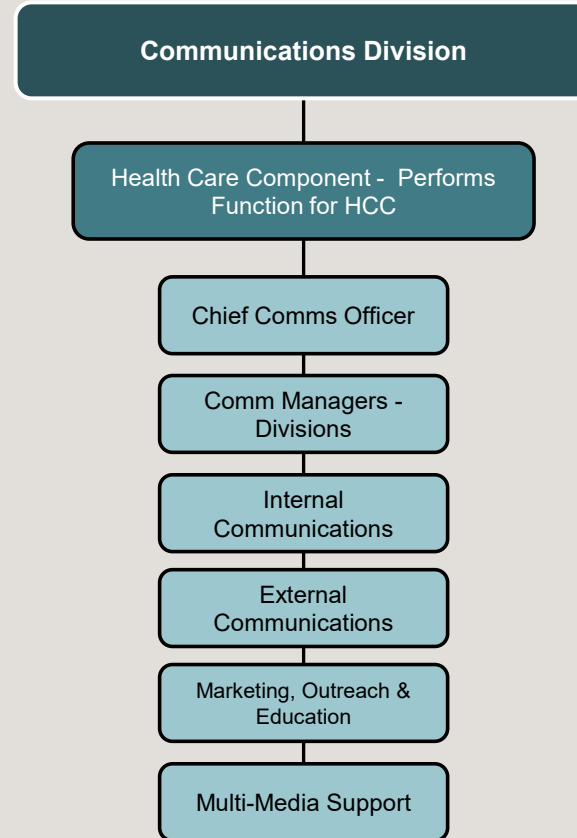 Communications Division
Health Care Component -  Performs
Function for HCC
Chief Comms Officer
Comm Managers -
Divisions
Internal
Communications
External
Communications
Marketing, Outreach &
Education
Multi-Media Support